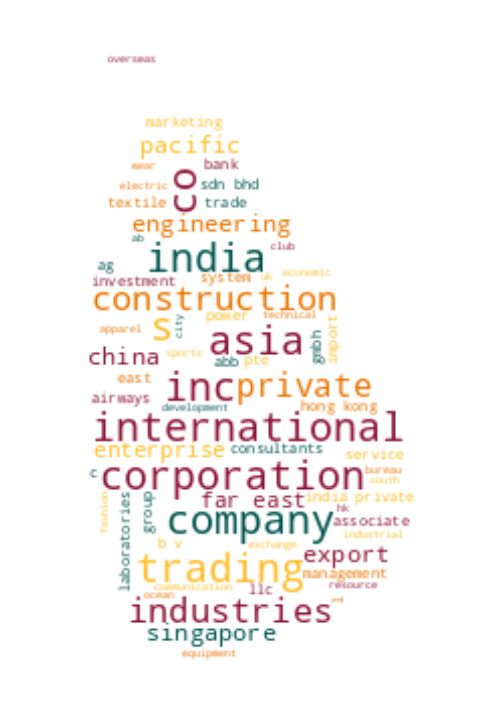 overseas
marketing
pacific
wear bank
electric co sdn bhd
textile trade
engineering
ab club
india
ag
system uk economic
investment
construction
power technical
apparel s city
asia gmbh import
china sports abb pte
east
inc private
airways development hong kong
international
enterprise consultants service
c corporation bureau
south
far east india private
fashion laboratories group hk
company associate
industrial
b v exchange
trading export
management
communication llc resource
ocean
industries
singapore
equipment